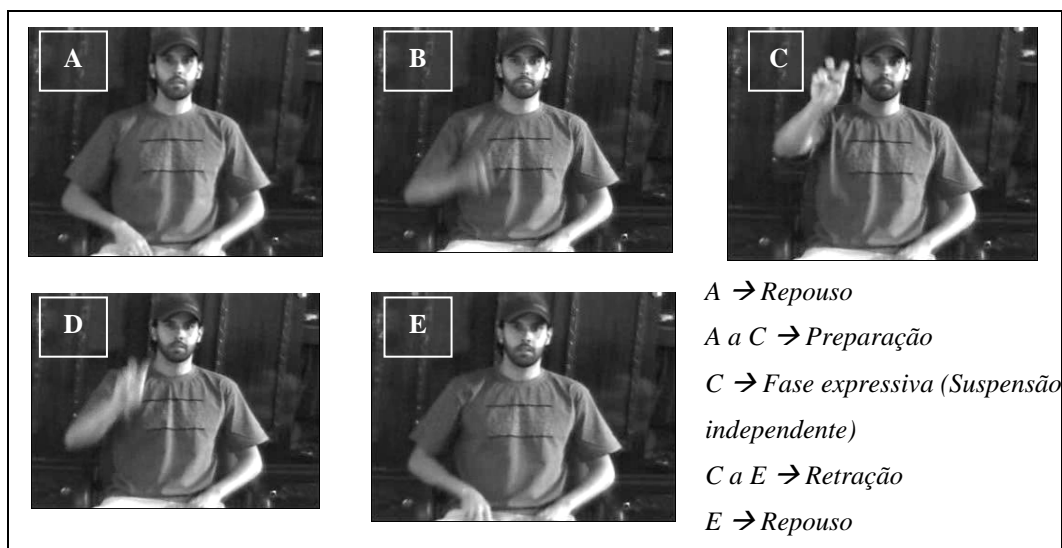 A
B
C
D
E
A → Repouso
A a C → Preparação
C → Fase expressiva (Suspensão
independente)
C a E → Retração
E → Repouso